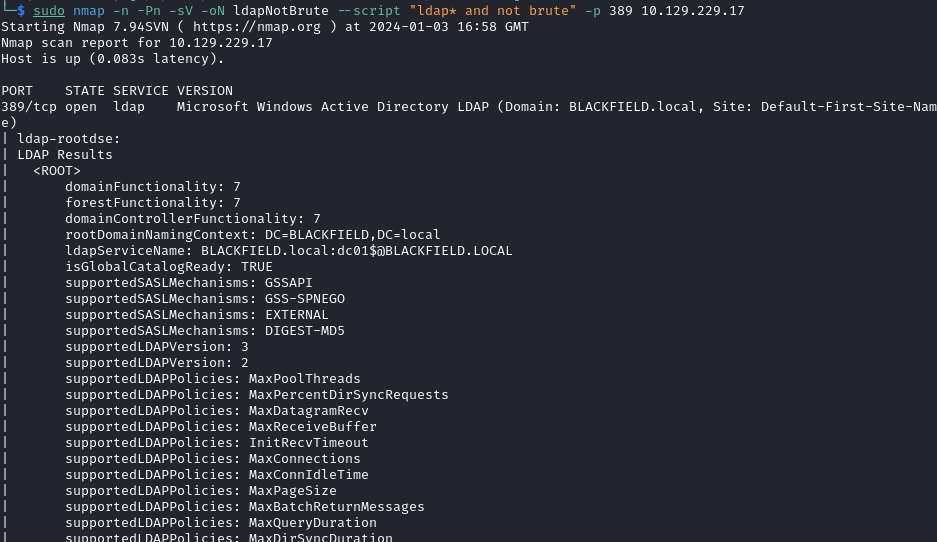 └─$ sudo nmap -n -Pn -sV -oN ldapNotBrute --script "ldap* and not brute" -p 389 10.129.229.17
Starting Nmap 7.94SVN ( https://nmap.org ) at 2024-01-03 16:58 GMT
Nmap scan report for 10.129.229.17
Host is up (0.083s latency).

PORT    STATE SERVICE VERSION
389/tcp open  ldap    Microsoft Windows Active Directory LDAP (Domain: BLACKFIELD.local, Site: Default-First-Site-Nam
e)
| ldap-rootdse:
| LDAP Results
|   <ROOT>
|       domainFunctionality: 7
|       forestFunctionality: 7
|       domainControllerFunctionality: 7
|       rootDomainNamingContext: DC=BLACKFIELD,DC=local
|       ldapServiceName: BLACKFIELD.local:dc01$@BLACKFIELD.LOCAL
|       isGlobalCatalogReady: TRUE
|       supportedSASLMechanisms: GSSAPI
|       supportedSASLMechanisms: GSS-SPNEGO
|       supportedSASLMechanisms: EXTERNAL
|       supportedSASLMechanisms: DIGEST-MD5
|       supportedLDAPVersion: 3
|       supportedLDAPVersion: 2
|       supportedLDAPPolicies: MaxPoolThreads
|       supportedLDAPPolicies: MaxPercentDirSyncRequests
|       supportedLDAPPolicies: MaxDatagramRecv
|       supportedLDAPPolicies: MaxReceiveBuffer
|       supportedLDAPPolicies: InitRecvTimeout
|       supportedLDAPPolicies: MaxConnections
|       supportedLDAPPolicies: MaxConnIdleTime
|       supportedLDAPPolicies: MaxPageSize
|       supportedLDAPPolicies: MaxBatchReturnMessages
|       supportedLDAPPolicies: MaxQueryDuration
|       supportedLDAPPolicies: MaxDirSyncDuration